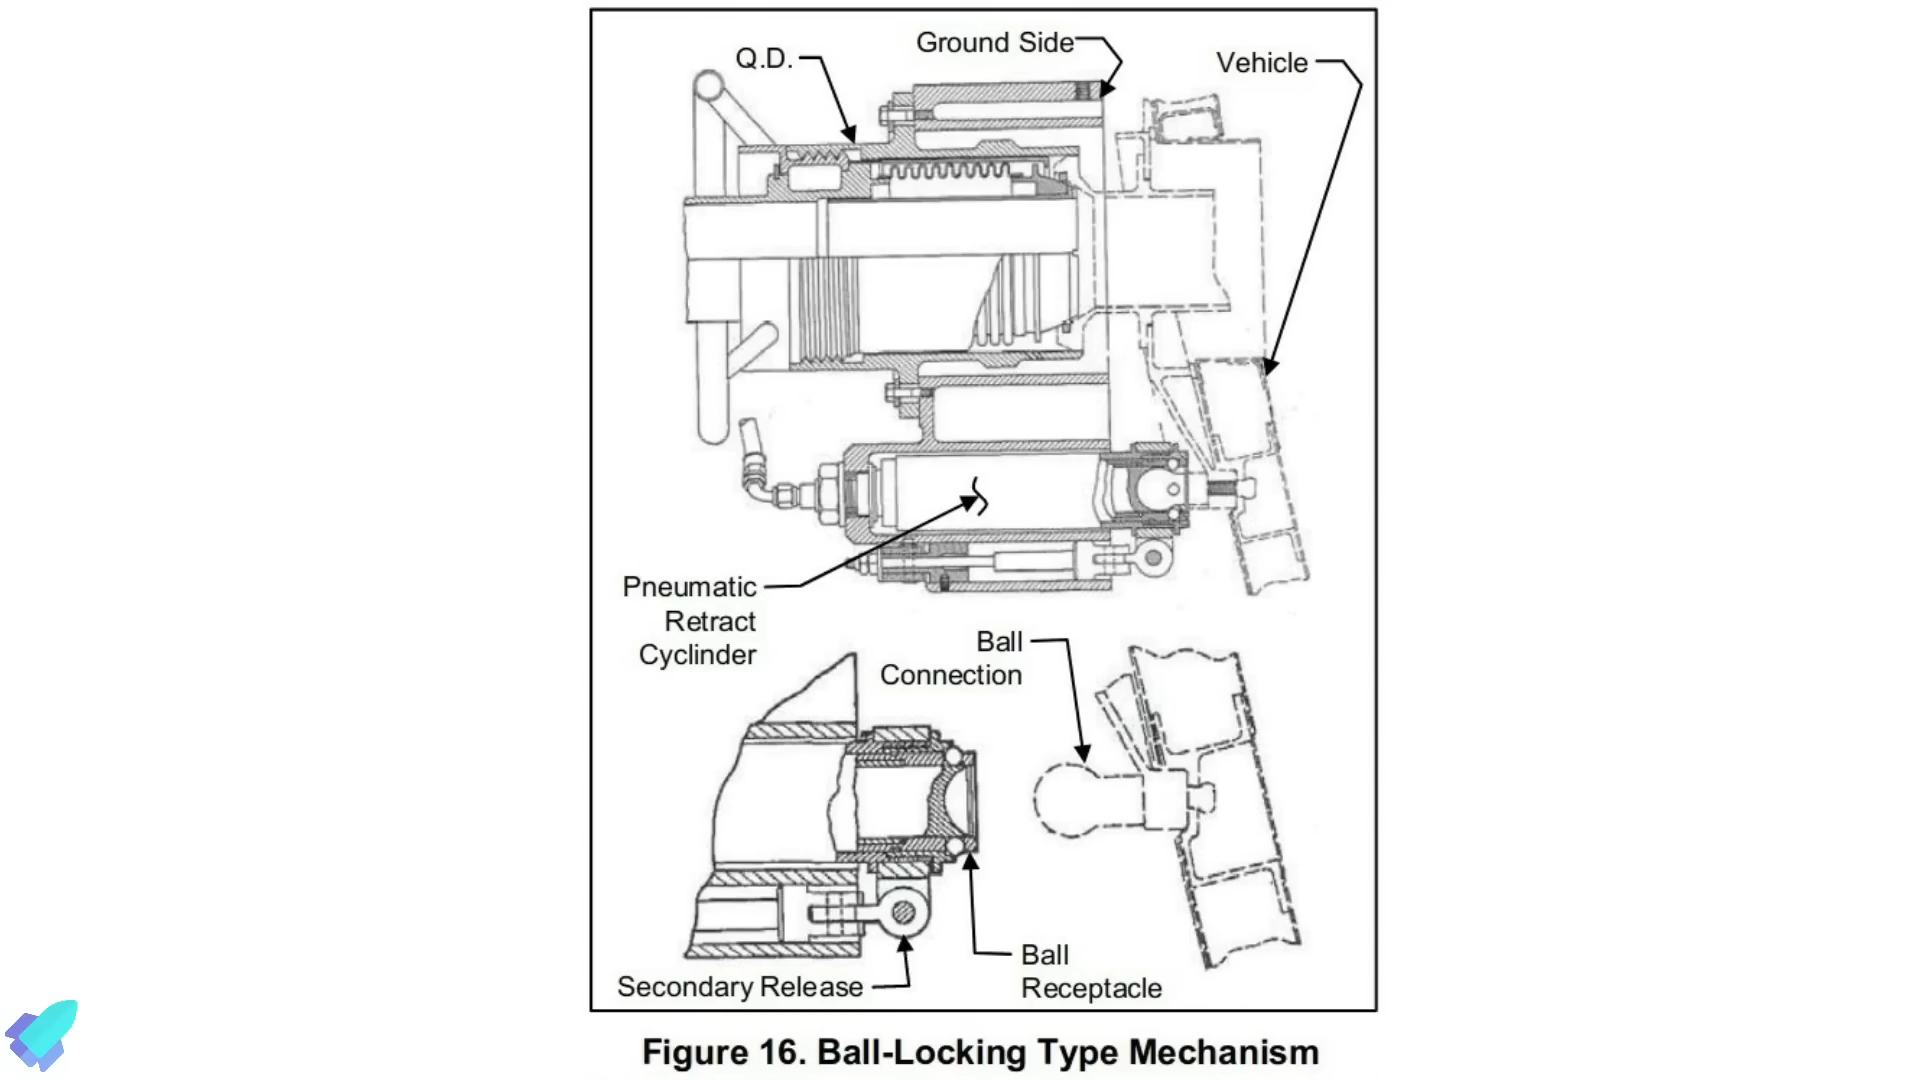 Q.D.
Ground Side
Vehicle
Pneumatic
Retract
Cyclinder
Ball
Connection
Secondary Release
Ball
Receptacle
Figure 16. Ball-Locking Type Mechanism